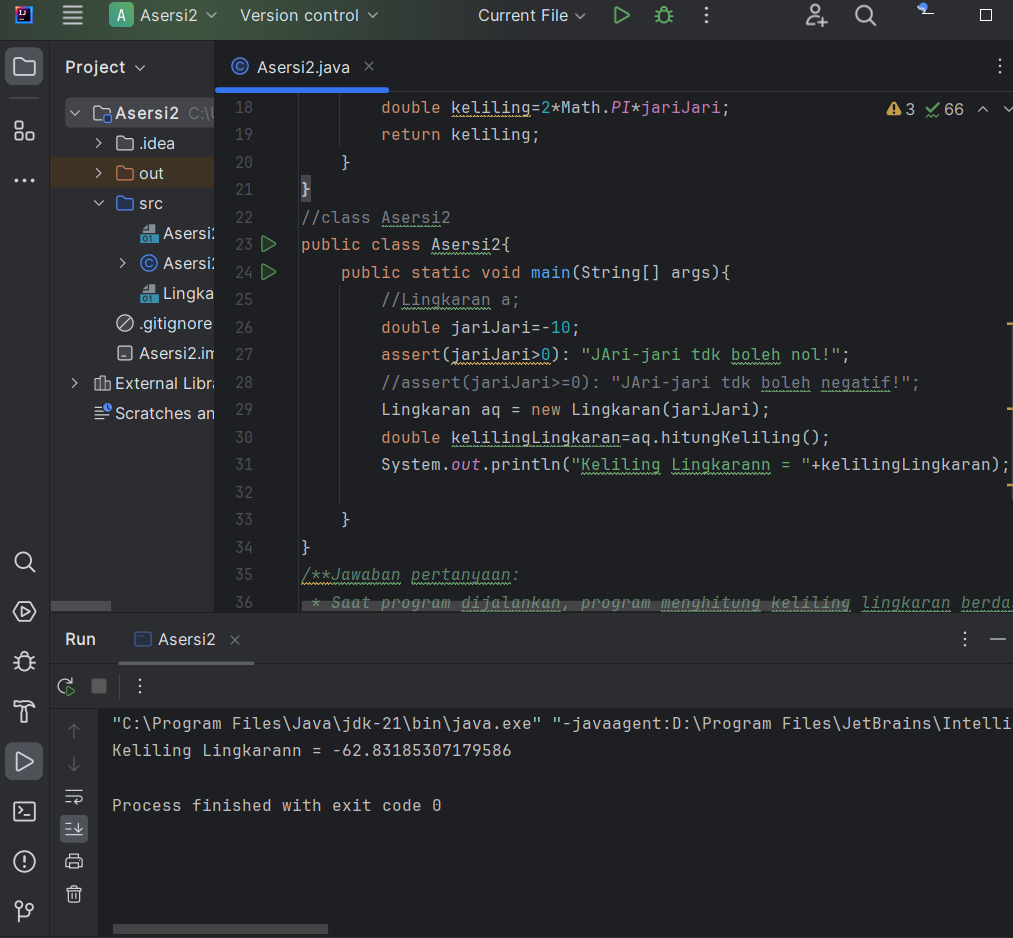 Asersi2 Version control Current File
Project
Asersi2 C:\
.idea
out
src
Asersi2
Asersi2
Lingka
.gitignore
Asersi2.im
External Libra
Scratches an
Asersi2.java
3 66
18 double keliling=2*Math.PI*jariJari;
19 return keliling;
20 }
21 }
22 //class Asersi2
23 public class Asersi2{
24 public static void main(String[] args){
25 //Lingkaran a;
26 double jariJari=-10;
27 assert(jariJari>0): "JAri-jari tdk boleh nol!";
28 //assert(jariJari>=0): "JAri-jari tdk boleh negatif!";
29 Lingkaran aq = new Lingkaran(jariJari);
30 double kelilingLingkaran=aq.hitungKeliling();
31 System.out.println("Keliling Lingkarann = "+kelilingLingkaran);
32
33 }
34 }
35 /**Jawaban pertanyaan:
36 * Saat program dijalankan, program menghitung keliling lingkaran berda
Run Asersi2
"C:\Program Files\Java\jdk-21\bin\java.exe" "-javaagent:D:\Program Files\JetBrains\Intelli
Keliling Lingkarann = -62.83185307179586
Process finished with exit code 0